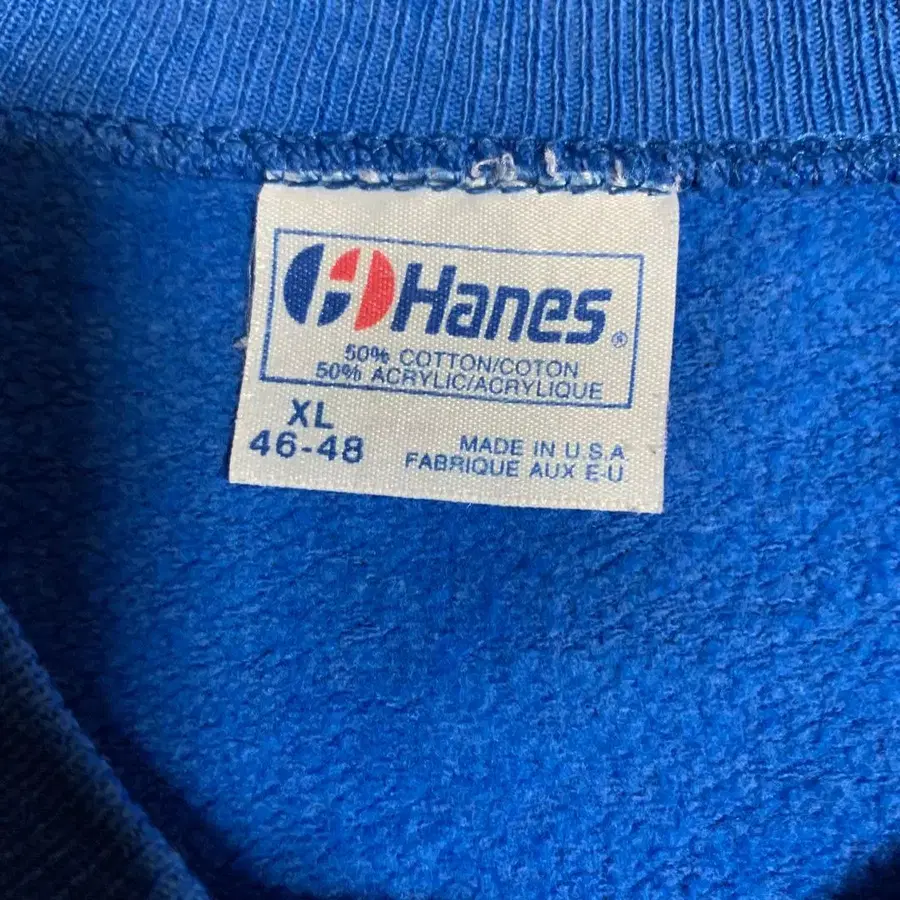 Hanes®
50% COTTON/COTON
50% ACRYLIC/ACRYLIQUE
XL
46-48
MADE IN U.S.A
FABRIQUE AUX E-U